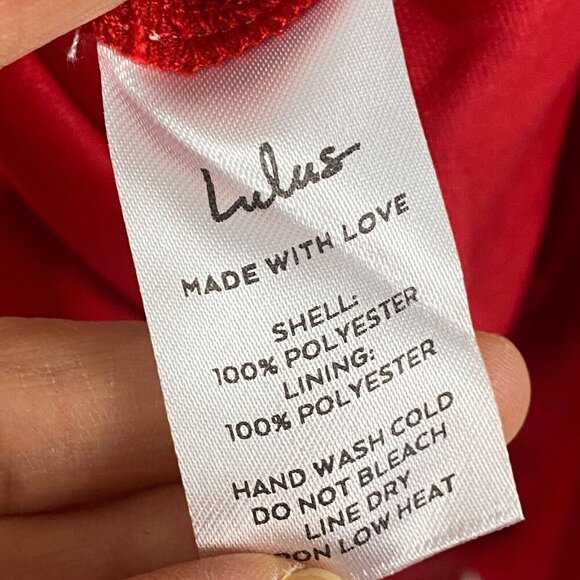 Lulus
MADE WITH LOVE
SHELL:
100% POLYESTER
LINING:
100% POLYESTER
HAND WASH COLD
DO NOT BLEACH
LINE DRY
RON LOW HEAT